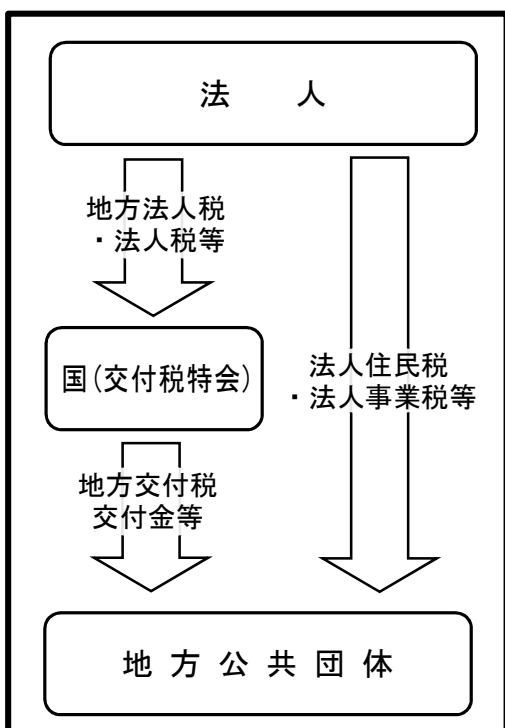 法人
地方法人税
・法人税等
国(交付税特会)
法人住民税
・法人事業税等
地方交付税
交付金等
地方公共団体